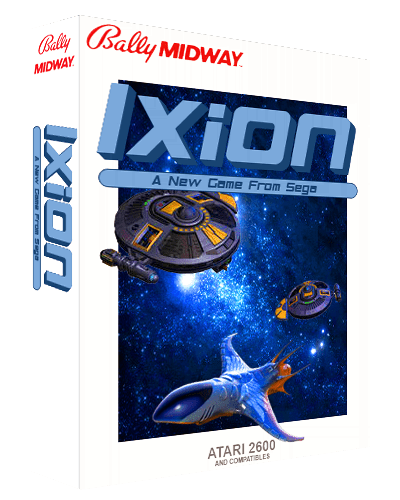 Bally
MIDWAY
Bally MIDWAY
Ixion
A New Game From Sega
Ixion
A New Game From Sega
ATARI 2600
AND COMPATIBLES